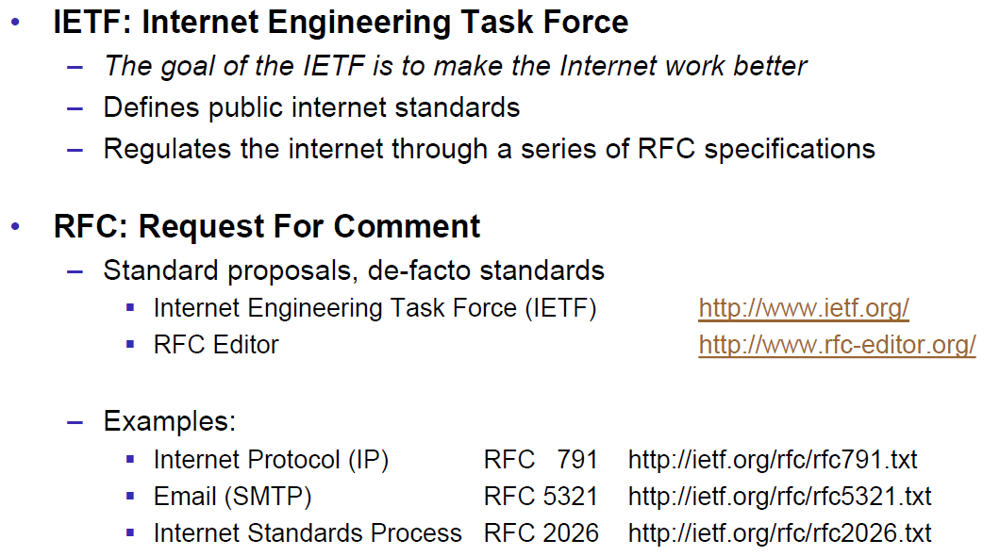 • IETF: Internet Engineering Task Force
– The goal of the IETF is to make the Internet work better
– Defines public internet standards
– Regulates the internet through a series of RFC specifications
• RFC: Request For Comment
– Standard proposals, de-facto standards
▪ Internet Engineering Task Force (IETF) http://www.ietf.org/
▪ RFC Editor http://www.rfc-editor.org/
– Examples:
▪ Internet Protocol (IP) RFC 791 http://ietf.org/rfc/rfc791.txt
▪ Email (SMTP) RFC 5321 http://ietf.org/rfc/rfc5321.txt
▪ Internet Standards Process RFC 2026 http://ietf.org/rfc/rfc2026.txt